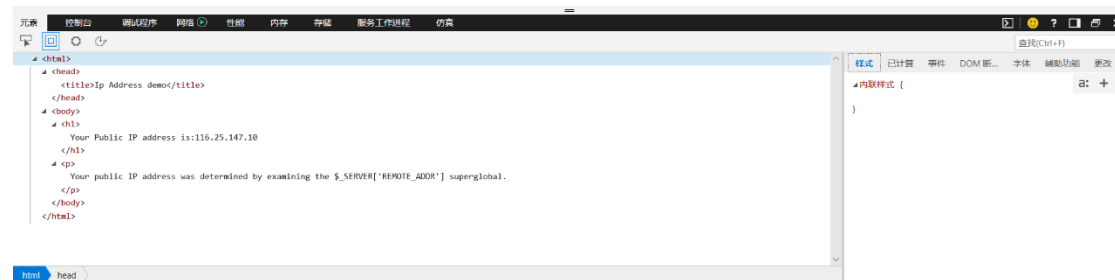 元素 控制台 调试程序 网络 性能 内存 存储 服务工作进程 仿真
查找(Ctrl+F)
<html>
<head>
<title>Ip Address demo</title>
</head>
<body>
<h1>
Your Public IP address is:116.25.147.10
</h1>
<p>
Your public IP address was determined by examining the $_SERVER['REMOTE_ADDR'] superglobal.
</p>
</body>
</html>
html head
样式 已计算 事件 DOM 断... 字体 辅助功能 更改
内联样式 {
}
a: +